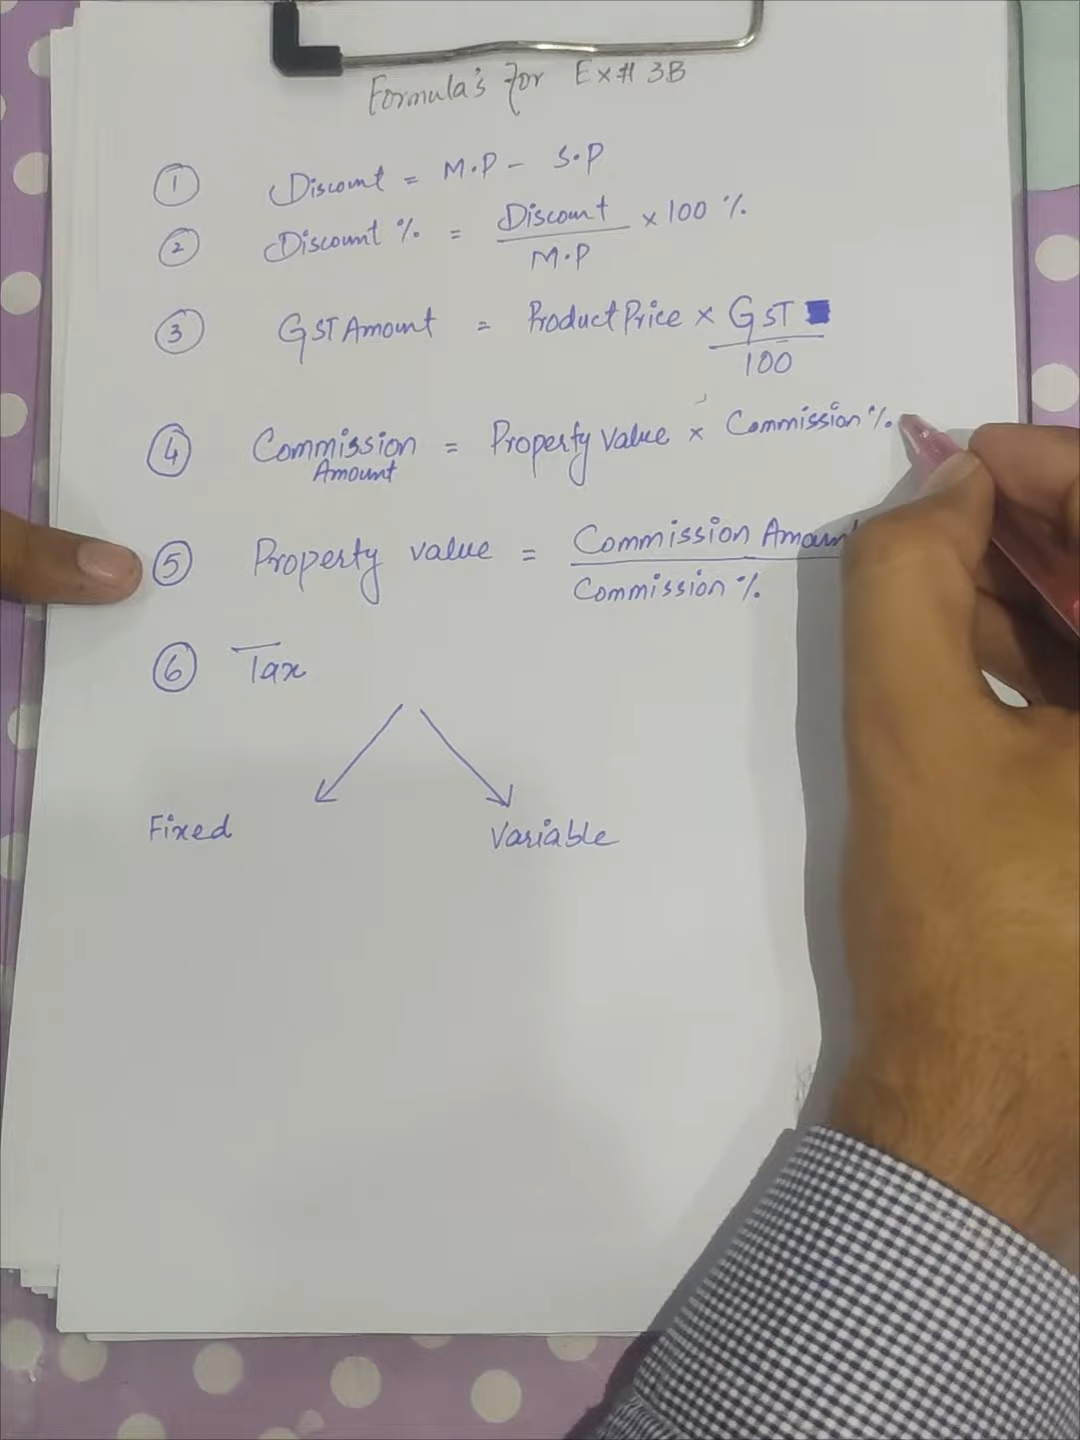 Formula's for Ex# 3B
① Discount = M.P - S.P
② Discount % = Discount / M.P × 100 %
③ GST Amount = Product Price × GST / 100
④ Commission Amount = Property value × Commission %
⑤ Property value = Commission Amoun / Commission %
⑥ Tax
Fixed Variable